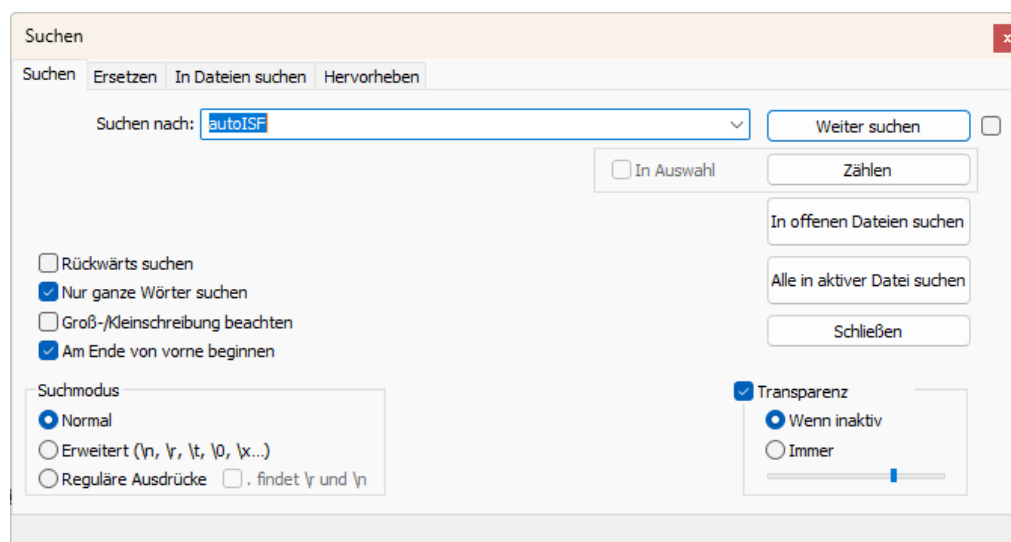 Suchen
x
Suchen Ersetzen In Dateien suchen Hervorheben
Suchen nach: autoISF Weiter suchen
In Auswahl Zählen
In offenen Dateien suchen
Rückwärts suchen
Alle in aktiver Datei suchen
Nur ganze Wörter suchen
Groß-/Kleinschreibung beachten
Schließen
Am Ende von vorne beginnen
Suchmodus
Transparenz
Normal
Wenn inaktiv
Erweitert (\n, \r, \t, \0, \x...)
Immer
Reguläre Ausdrücke . findet \r und \n